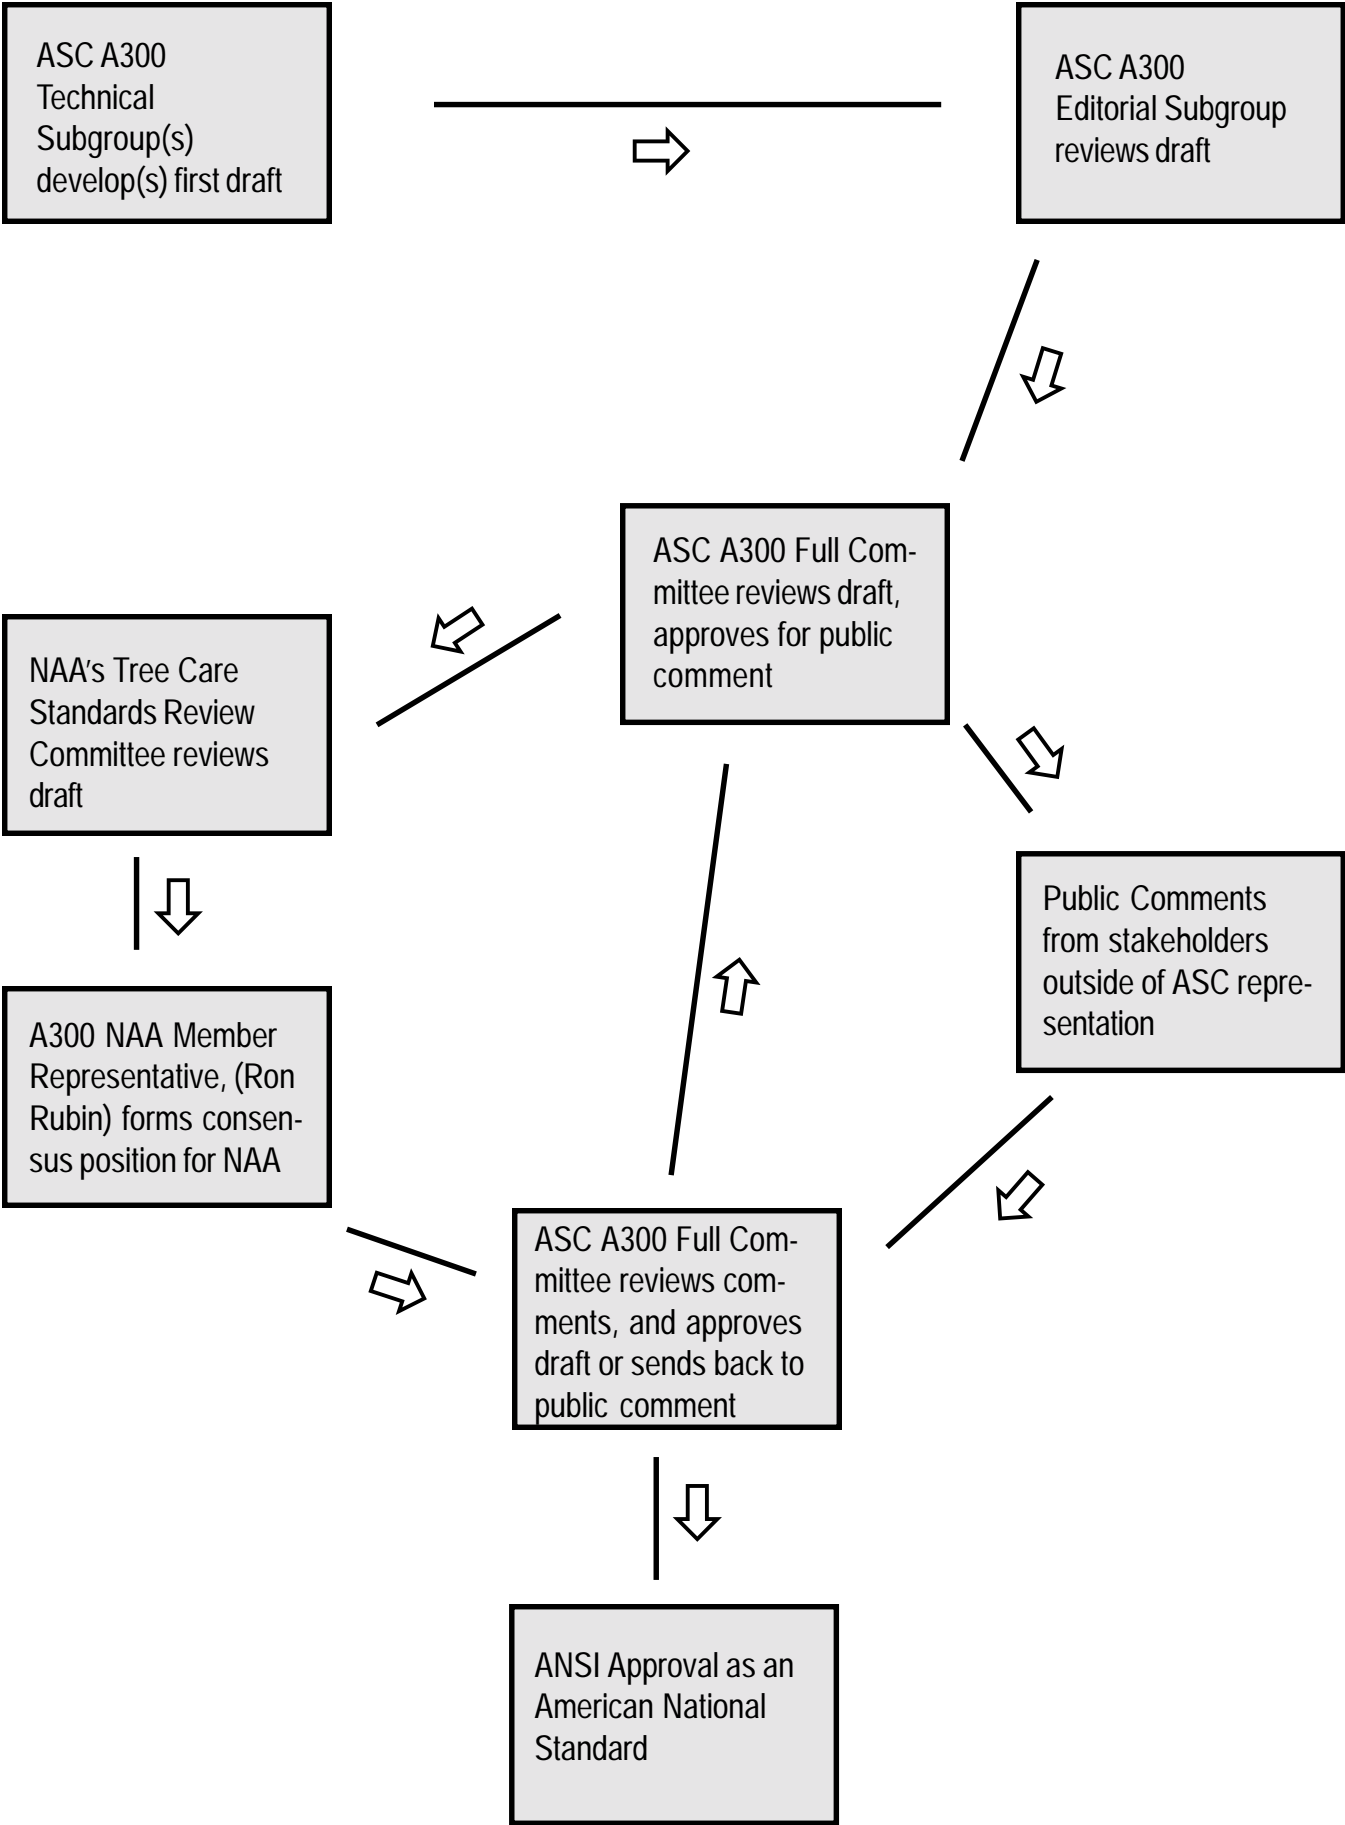 ASC A300
Technical
Subgroup(s)
develop(s) first draft
ASC A300
Editorial Subgroup
reviews draft
ASC A300 Full Com-
mittee reviews draft,
approves for public
comment
NAA's Tree Care
Standards Review
Committee reviews
draft
Public Comments
from stakeholders
outside of ASC repre-
sentation
A300 NAA Member
Representative, (Ron
Rubin) forms consen-
sus position for NAA
ASC A300 Full Com-
mittee reviews com-
ments, and approves
draft or sends back to
public comment
ANSI Approval as an
American National
Standard